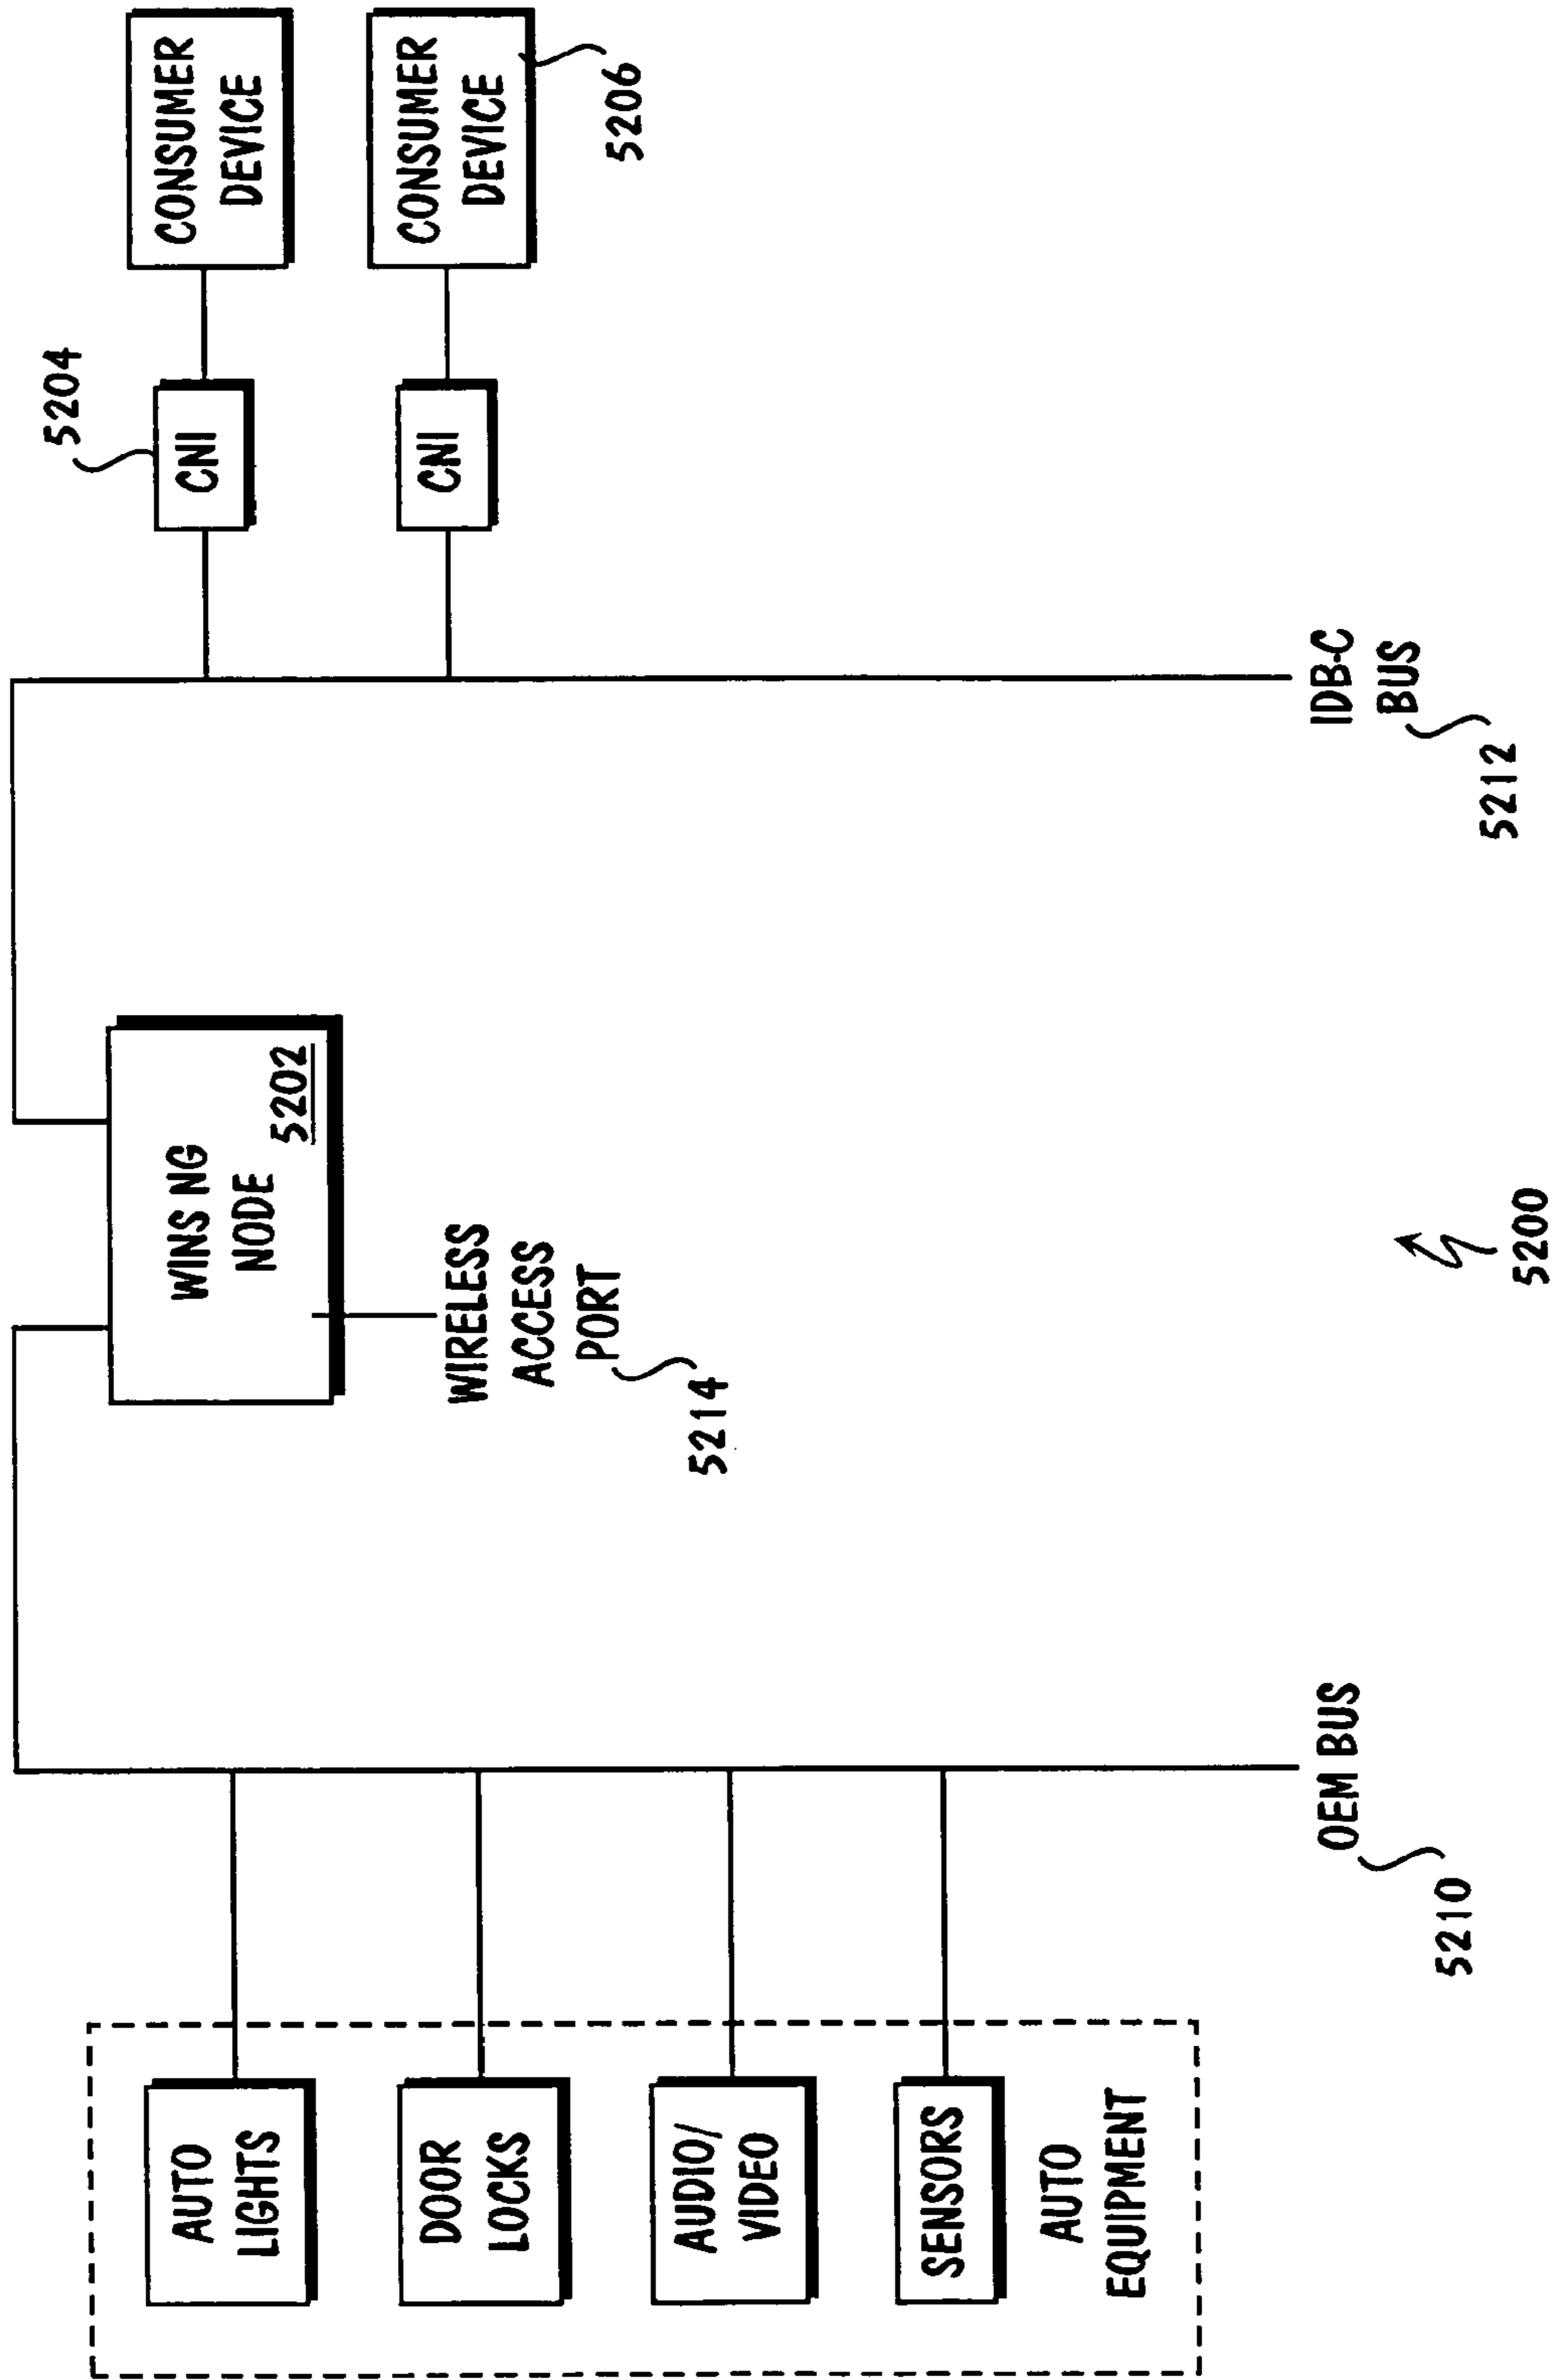 AUTO
LIGHTS
DOOR
LOCKS
AUDIO/
VIDEO
SENSORS
AUTO
EQUIPMENT
OEM BUS
5210
WINS NG
NODE
5202
WIRELESS
ACCESS
PORT
5214
5200
IDB-C
BUS
5212
5204
CNI
CONSUMER
DEVICE
CNI
CONSUMER
DEVICE
5206